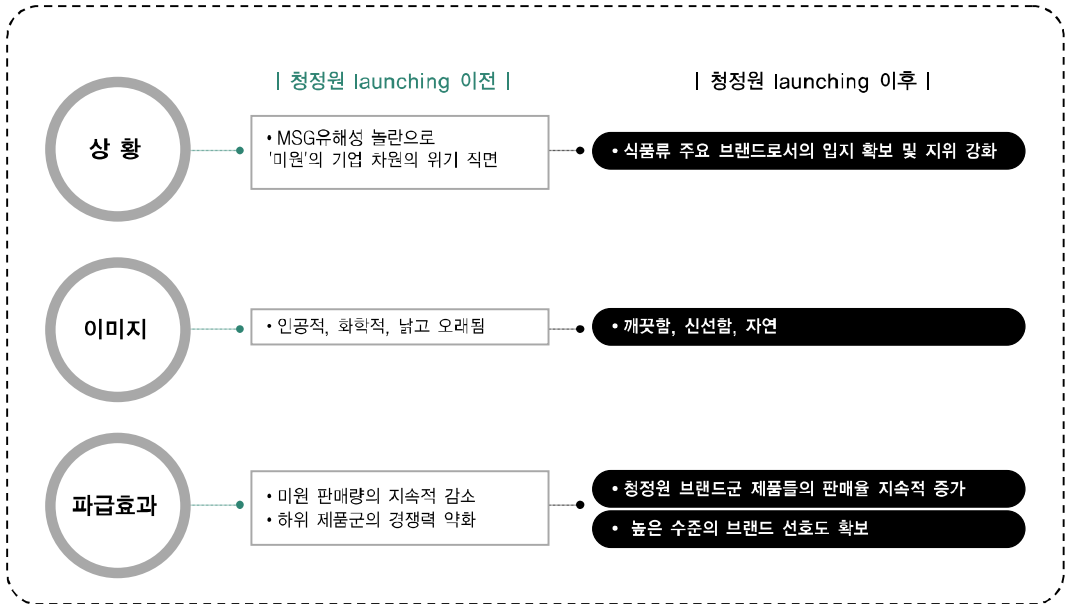 | 청정원 launching 이전 |
| 청정원 launching 이후 |
상 황
• MSG유해성 놀란으로
'미원'의 기업 차원의 위기 직면
• 식품류 주요 브랜드로서의 입지 확보 및 지위 강화
이미지
• 인공적, 화학적, 낡고 오래됨
• 깨끗함, 신선함, 자연
파급효과
• 미원 판매량의 지속적 감소
• 하위 제품군의 경쟁력 약화
• 청정원 브랜드군 제품들의 판매율 지속적 증가
• 높은 수준의 브랜드 선호도 확보